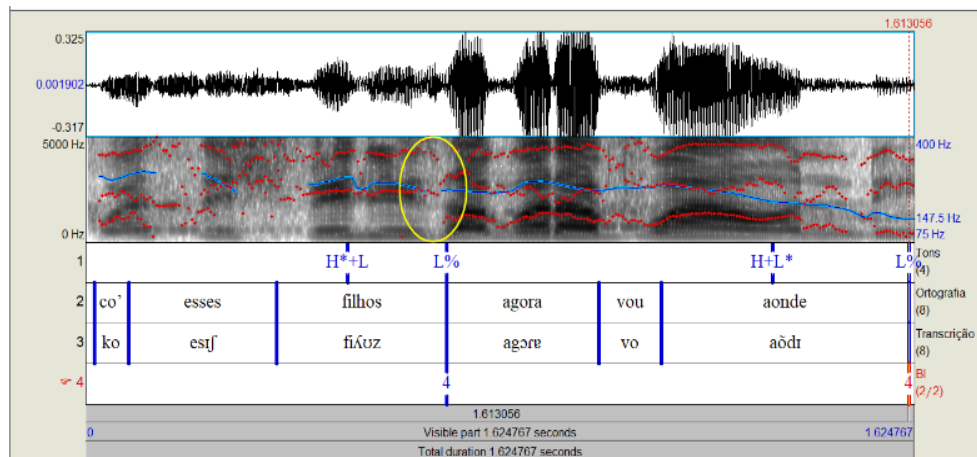 1.613056
0.325
0.001902
-0.317
5000 Hz
400 Hz
147.5 Hz
0 Hz
75 Hz
1 H*+L L% H+L* L% Tons (4)
2 co’ esses filhos agora vou aonde Ortografia (8)
3 ko esɪʃ fiʎʊz agɔrɐ vo aõdɪ Transcrição (8)
4 4 4 BI (2/2)
1.613056
0 Visible part 1.624767 seconds 1.624767
Total duration 1.624767 seconds